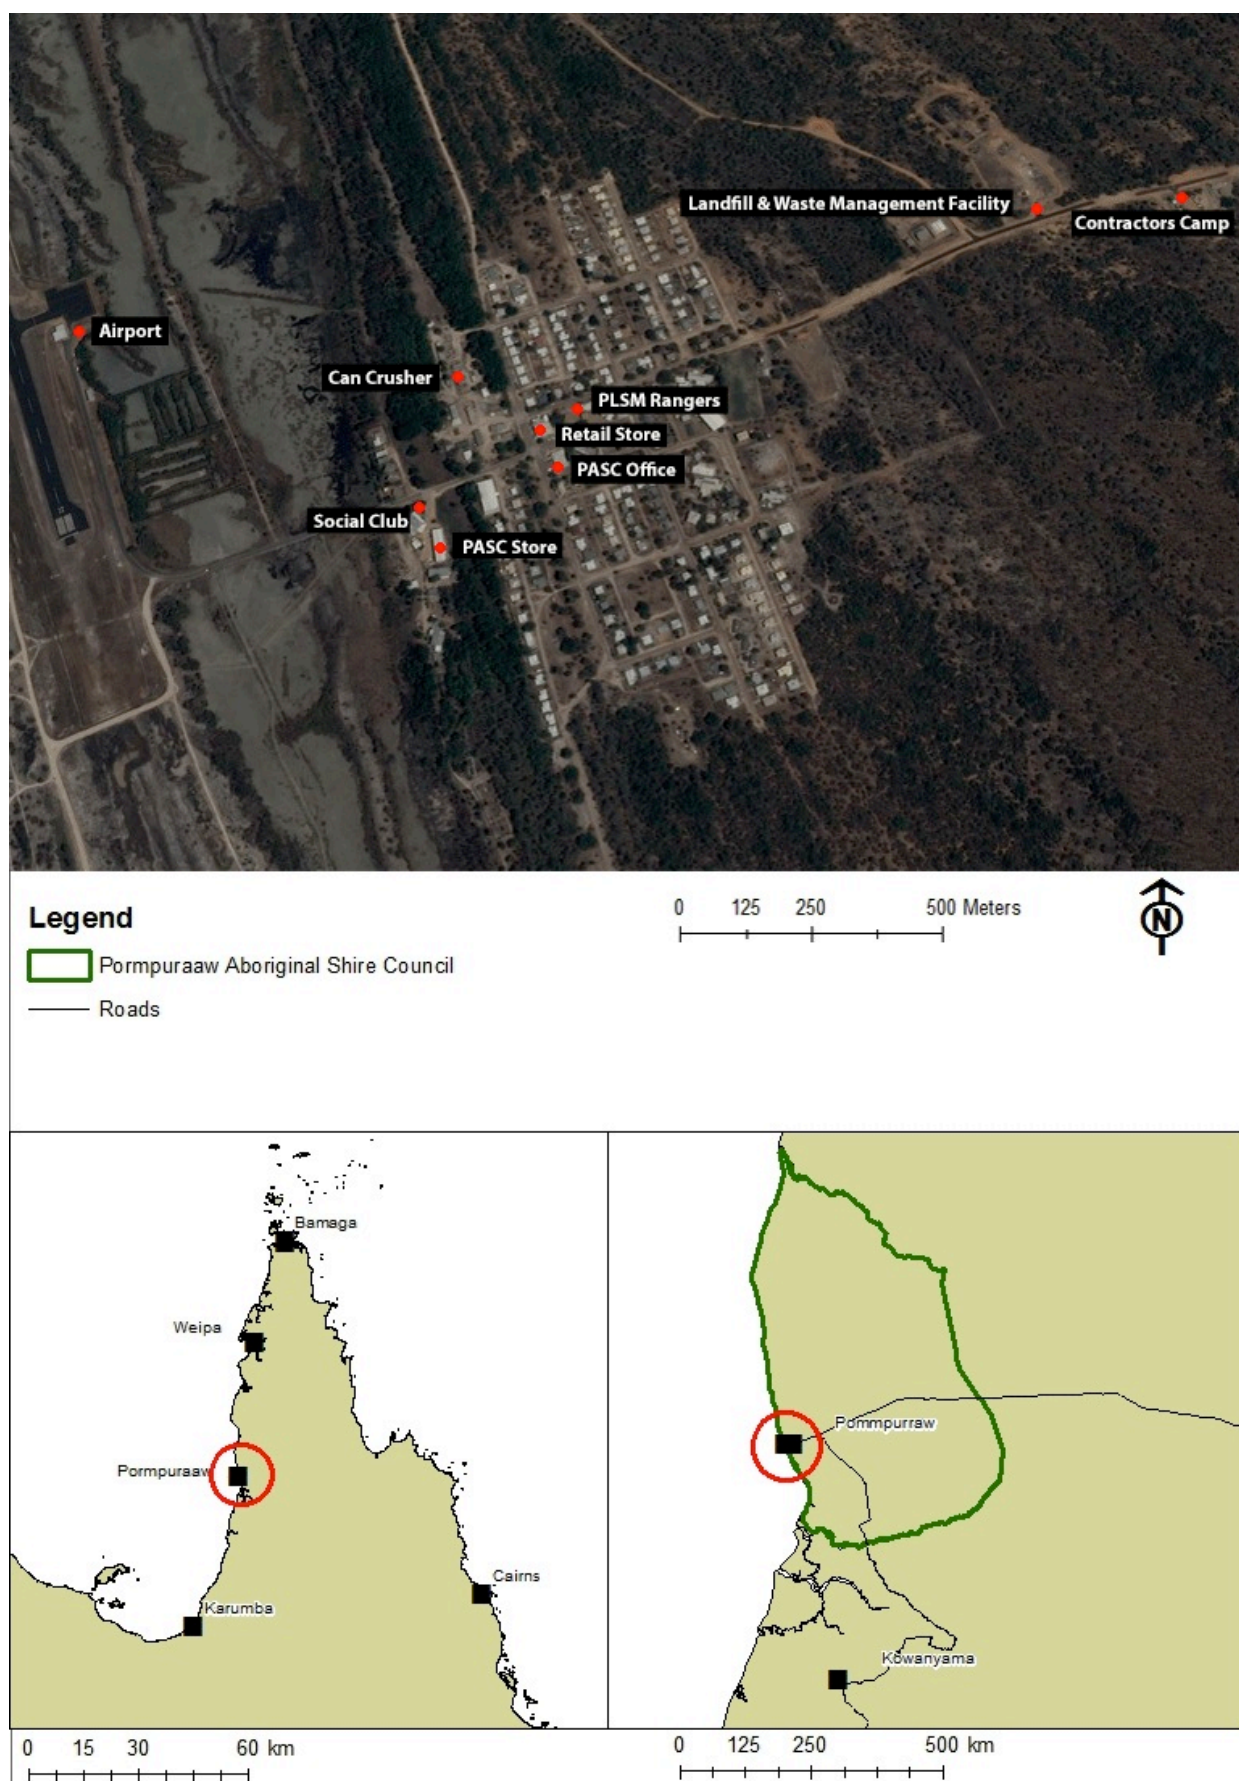 Landfill & Waste Management Facility
Contractors Camp
Airport
Can Crusher
PLSM Rangers
Retail Store
PASC Office
Social Club
PASC Store
Legend
Pormpuraaw Aboriginal Shire Council
Roads
0 125 250 500 Meters
N
Bamaga
Weipa
Pormpuraaw
Cairns
Karumba
0 15 30 60 km
Pommpurraw
Kowanyama
0 125 250 500 km